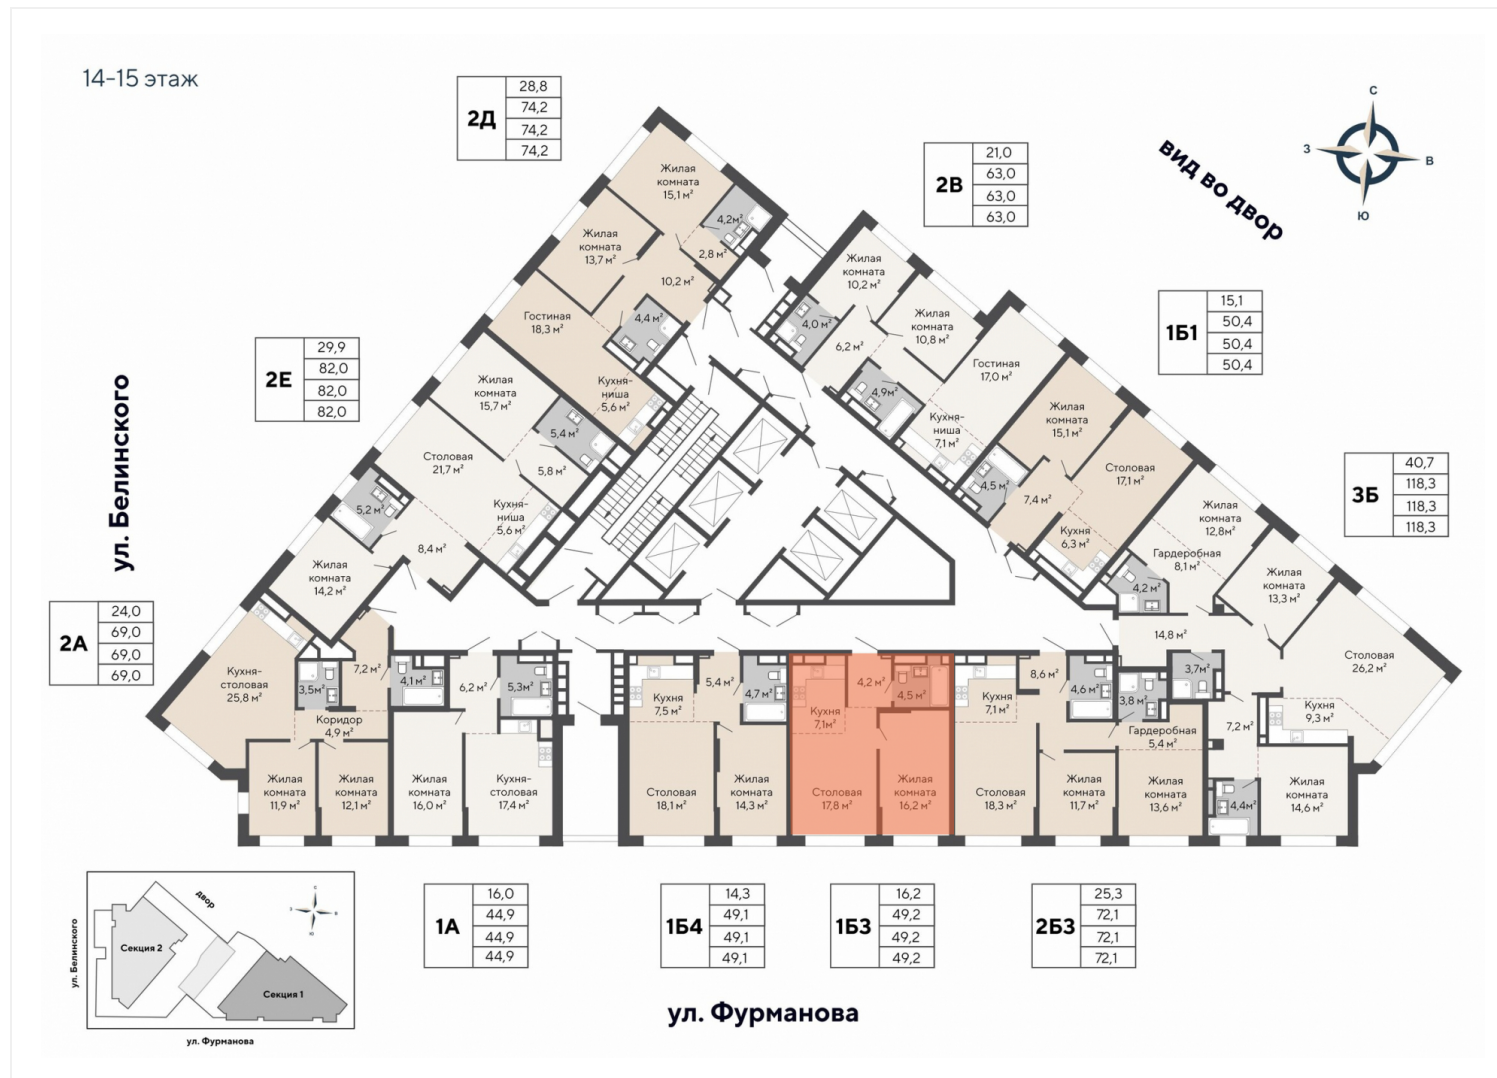 14-15 этаж
2Д
28,8
74,2
74,2
74,2
2В
21,0
63,0
63,0
63,0
вид во двор
С
З
В
Ю
1Б1
15,1
50,4
50,4
50,4
2Е
29,9
82,0
82,0
82,0
3Б
40,7
118,3
118,3
118,3
ул. Белинского
2А
24,0
69,0
69,0
69,0
Жилая
комната
15,1 м²
4,2м²
2,8 м²
Жилая
комната
13,7 м²
10,2 м²
Гостиная
18,3 м²
4,4 м²
Кухня-
ниша
5,6 м²
Жилая
комната
15,7 м²
5,4 м²
5,8 м²
Столовая
21,7 м²
Кухня-
ниша
5,6 м²
5,2 м²
8,4 м²
Жилая
комната
14,2 м²
Жилая
комната
10,2 м²
4,0 м²
6,2 м²
Жилая
комната
10,8 м²
Гостиная
17,0 м²
4,9м²
Кухня-
ниша
7,1 м²
Жилая
комната
15,1 м²
Столовая
17,1 м²
4,5 м²
7,4 м²
Кухня
6,3 м²
Жилая
комната
12,8м²
Гардеробная
8,1 м²
4,2 м²
Жилая
комната
13,3 м²
14,8 м²
Столовая
26,2 м²
3,7м²
Кухня
9,3 м²
7,2 м²
4,4м²
Жилая
комната
14,6 м²
Кухня-
столовая
25,8 м²
3,5м²
7,2 м²
Коридор
4,9 м²
Жилая
комната
11,9 м²
Жилая
комната
12,1 м²
4,1 м²
6,2 м²
5,3м²
Жилая
комната
16,0 м²
Кухня-
столовая
17,4 м²
Кухня
7,5 м²
5,4 м²
4,7 м²
Столовая
18,1 м²
Жилая
комната
14,3 м²
Кухня
7,1м²
4,2 м²
4,5 м²
Столовая
17,8 м²
Жилая
комната
16,2 м²
Кухня
7,1 м²
8,6 м²
4,6 м²
3,8 м²
Гардеробная
5,4 м²
Столовая
18,3 м²
Жилая
комната
11,7 м²
Жилая
комната
13,6 м²
1А
16,0
44,9
44,9
44,9
1Б4
14,3
49,1
49,1
49,1
1Б3
16,2
49,2
49,2
49,2
2Б3
25,3
72,1
72,1
72,1
ул. Фурманова
двор
С
З
В
Ю
Секция 2
Секция 1
ул. Белинского
ул. Фурманова